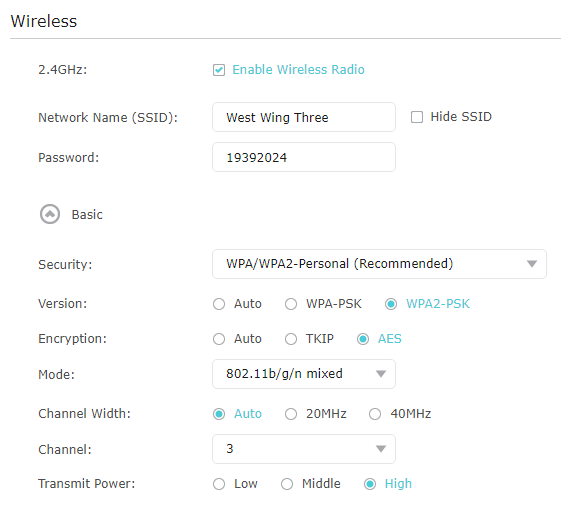 Wireless
2.4GHz: Enable Wireless Radio
Network Name (SSID): West Wing Three Hide SSID
Password: 19392024
Basic
Security: WPA/WPA2-Personal (Recommended)
Version: Auto WPA-PSK WPA2-PSK
Encryption: Auto TKIP AES
Mode: 802.11b/g/n mixed
Channel Width: Auto 20MHz 40MHz
Channel: 3
Transmit Power: Low Middle High